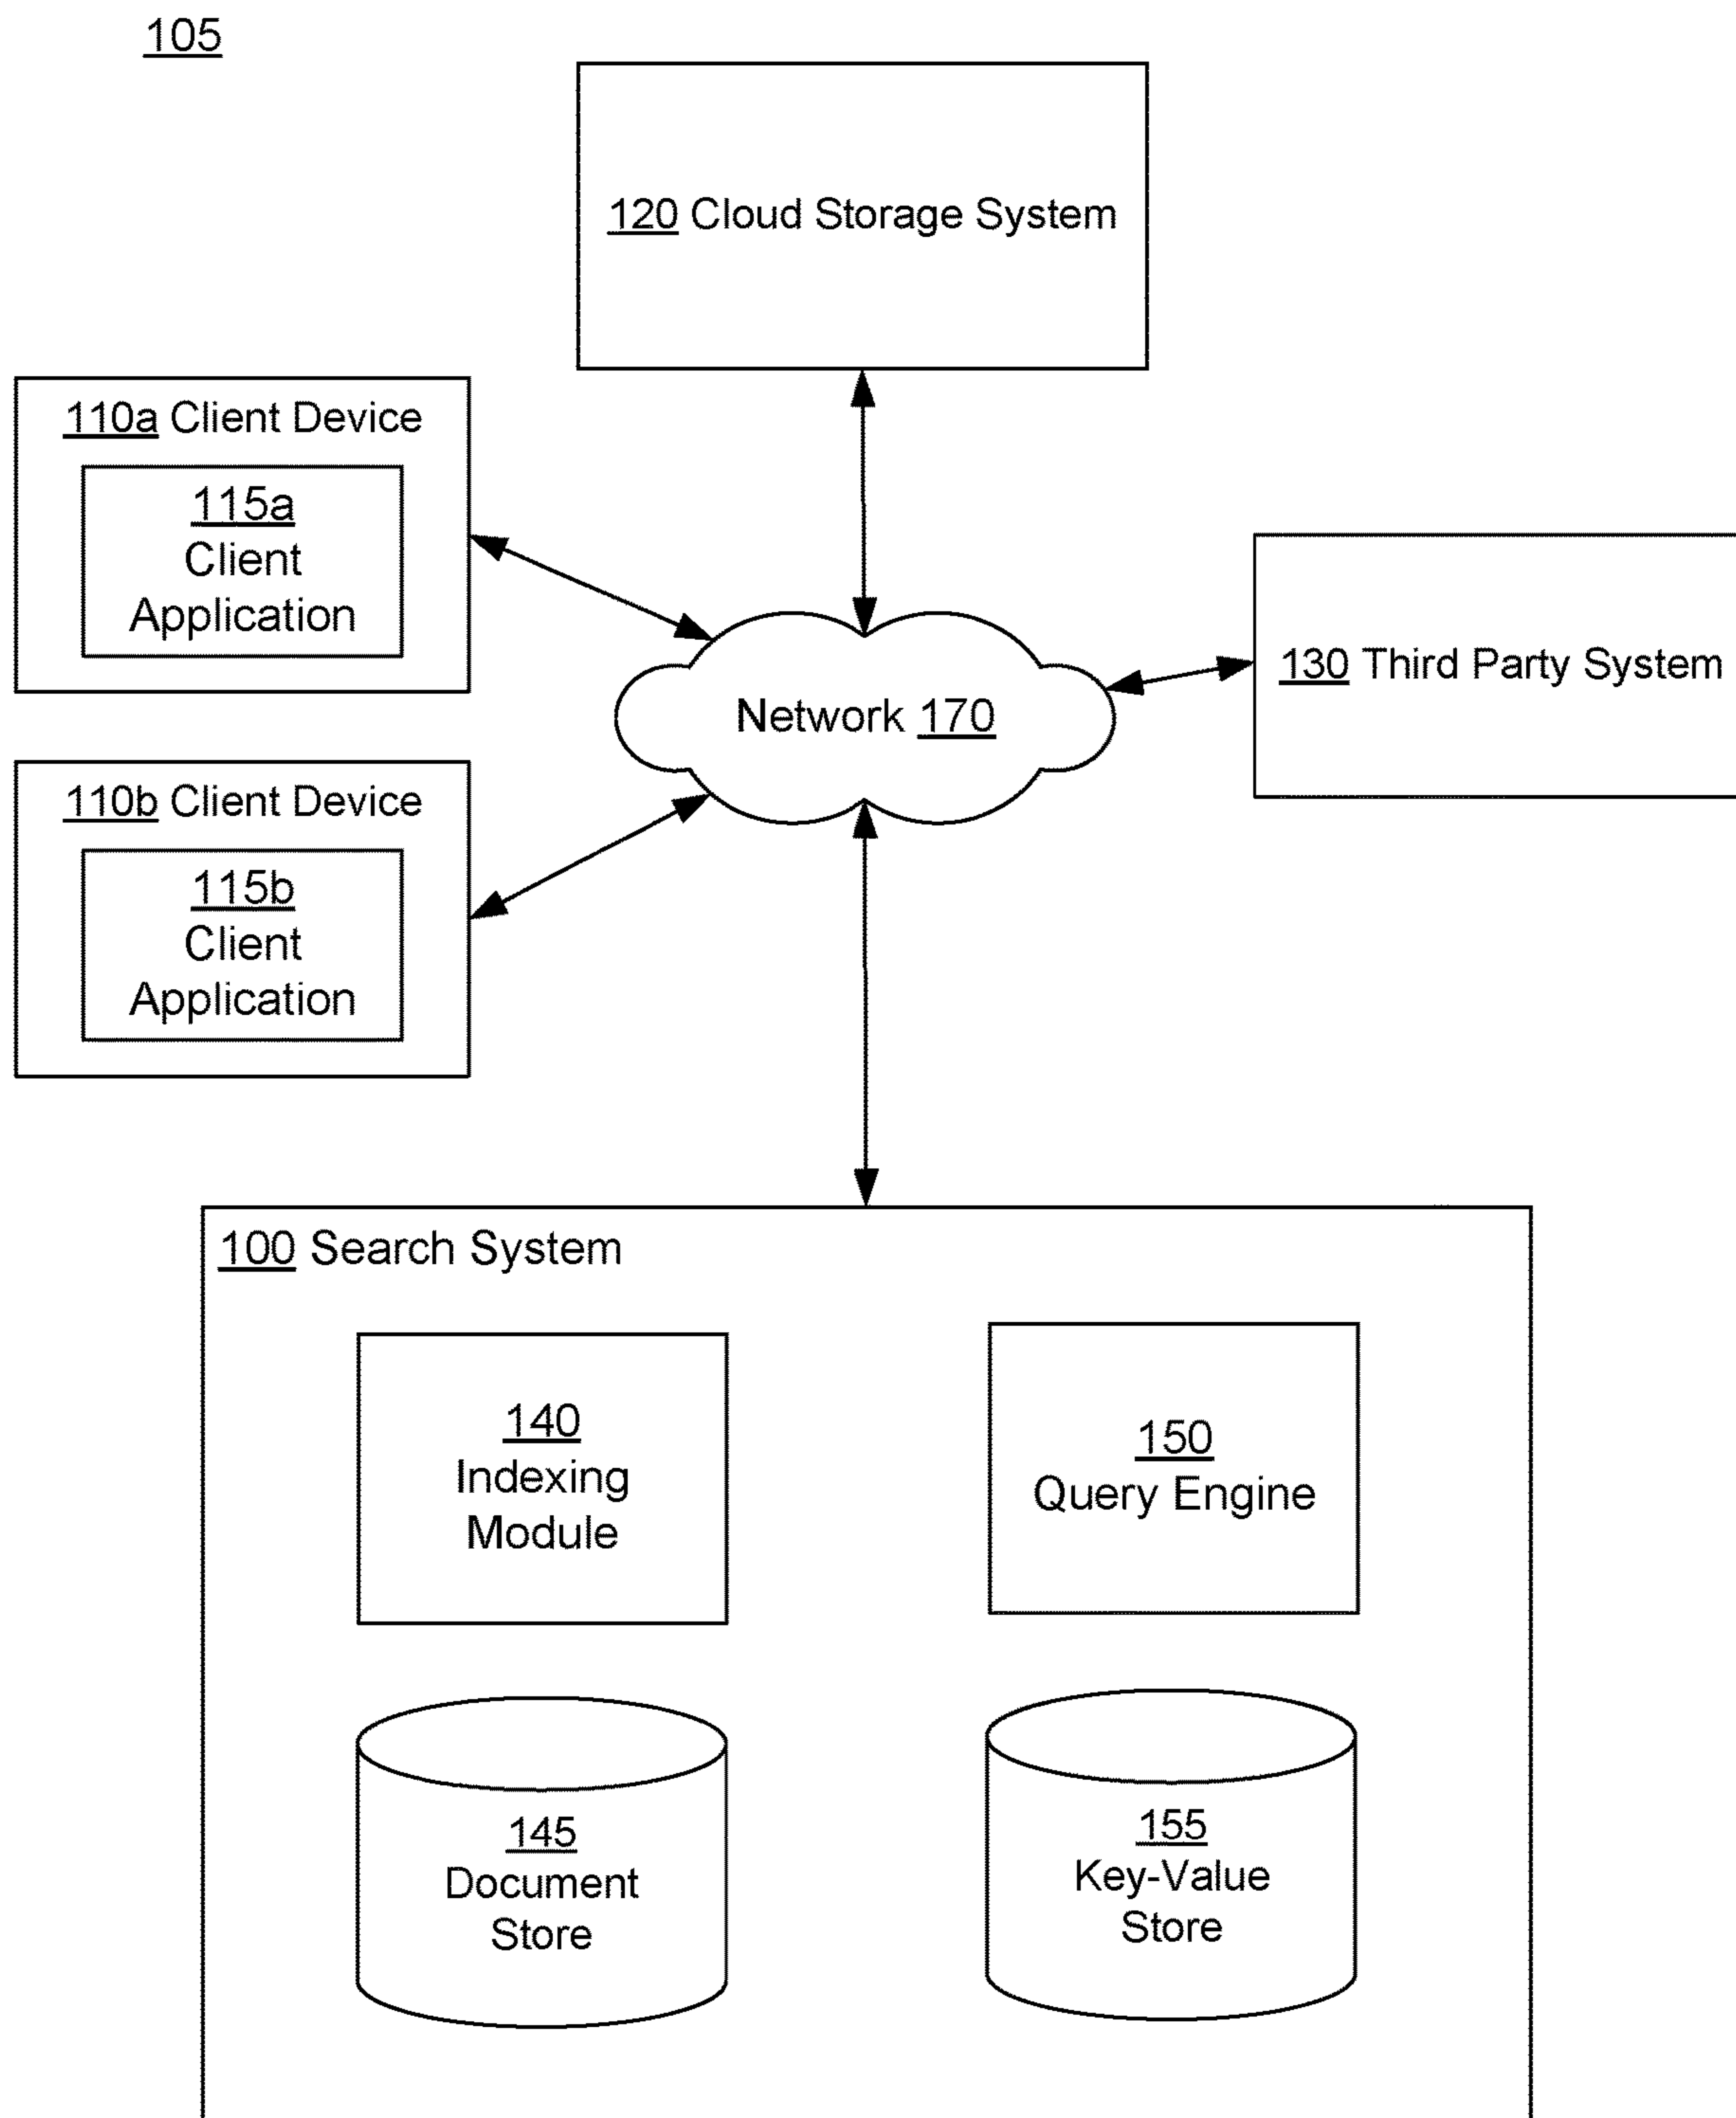 105
120 Cloud Storage System
110a Client Device
115a
Client
Application
Network 170
130 Third Party System
110b Client Device
115b
Client
Application
100 Search System
140
Indexing
Module
150
Query Engine
145
Document
Store
155
Key-Value
Store